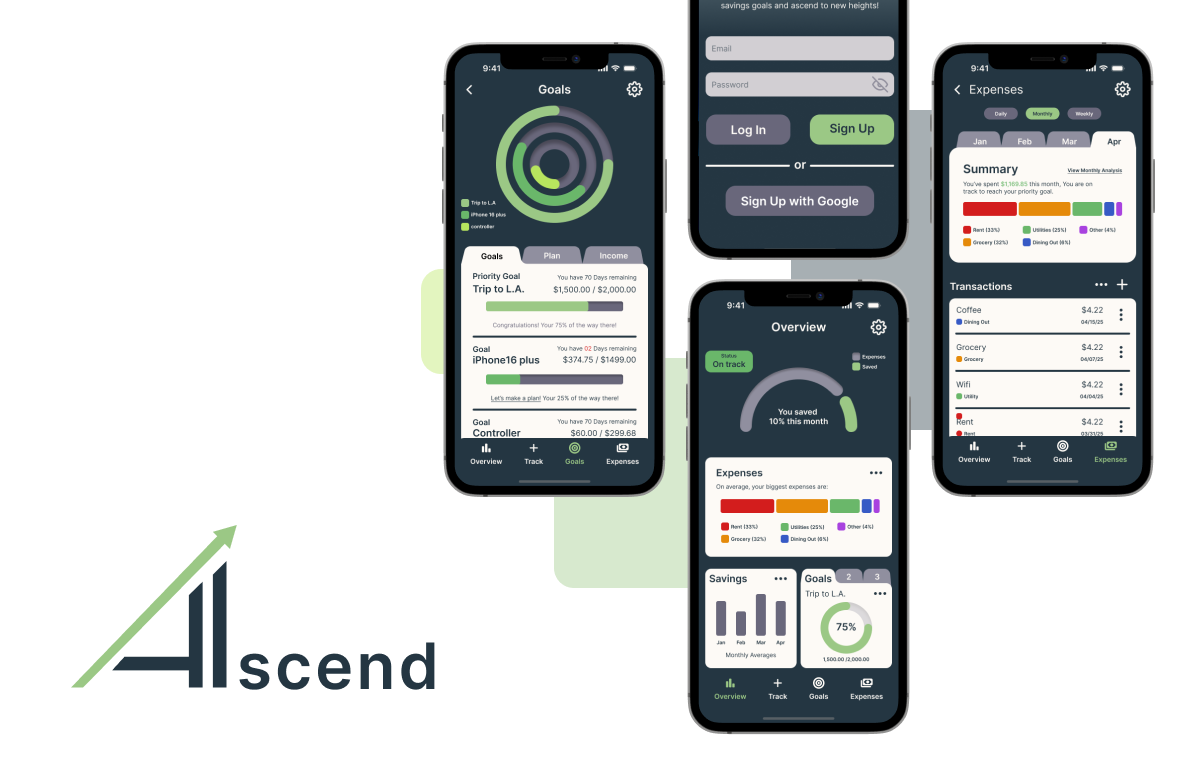 9:41
Goals
Trip to L.A
iPhone 16 plus
controller
Goals Plan Income
Priority Goal You have 70 Days remaining
Trip to L.A. $1,500.00 / $2,000.00
Congratulations! Your 75% of the way there!
Goal You have 02 Days remaining
iPhone16 plus $374.75 / $1499.00
Let's make a plan! Your 25% of the way there!
Goal You have 70 Days remaining
Controller $60.00 / $299.68
Overview Track Goals Expenses
savings goals and ascend to new heights!
Email
Password
Log In Sign Up
or
Sign Up with Google
9:41
Overview
Status
On track
Expenses
Saved
You saved
10% this month
Expenses
On average, your biggest expenses are:
Rent (33%) Utilities (25%) Other (4%)
Grocery (32%) Dining Out (6%)
Savings
Jan Feb Mar Apr
Monthly Averages
Goals 2 3
Trip to L.A.
75%
1,500.00 /2,000.00
Overview Track Goals Expenses
9:41
Expenses
Daily Monthly Weekly
Jan Feb Mar Apr
Summary View Monthly Analysis
You've spent $1,169.85 this month, You are on
track to reach your priority goal.
Rent (33%) Utilities (25%) Other (4%)
Grocery (32%) Dining Out (6%)
Transactions
Coffee $4.22
Dining Out 04/15/25
Grocery $4.22
Grocery 04/07/25
Wifi $4.22
Utility 04/04/25
Rent $4.22
Rent 03/31/25
Overview Track Goals Expenses
Ascend